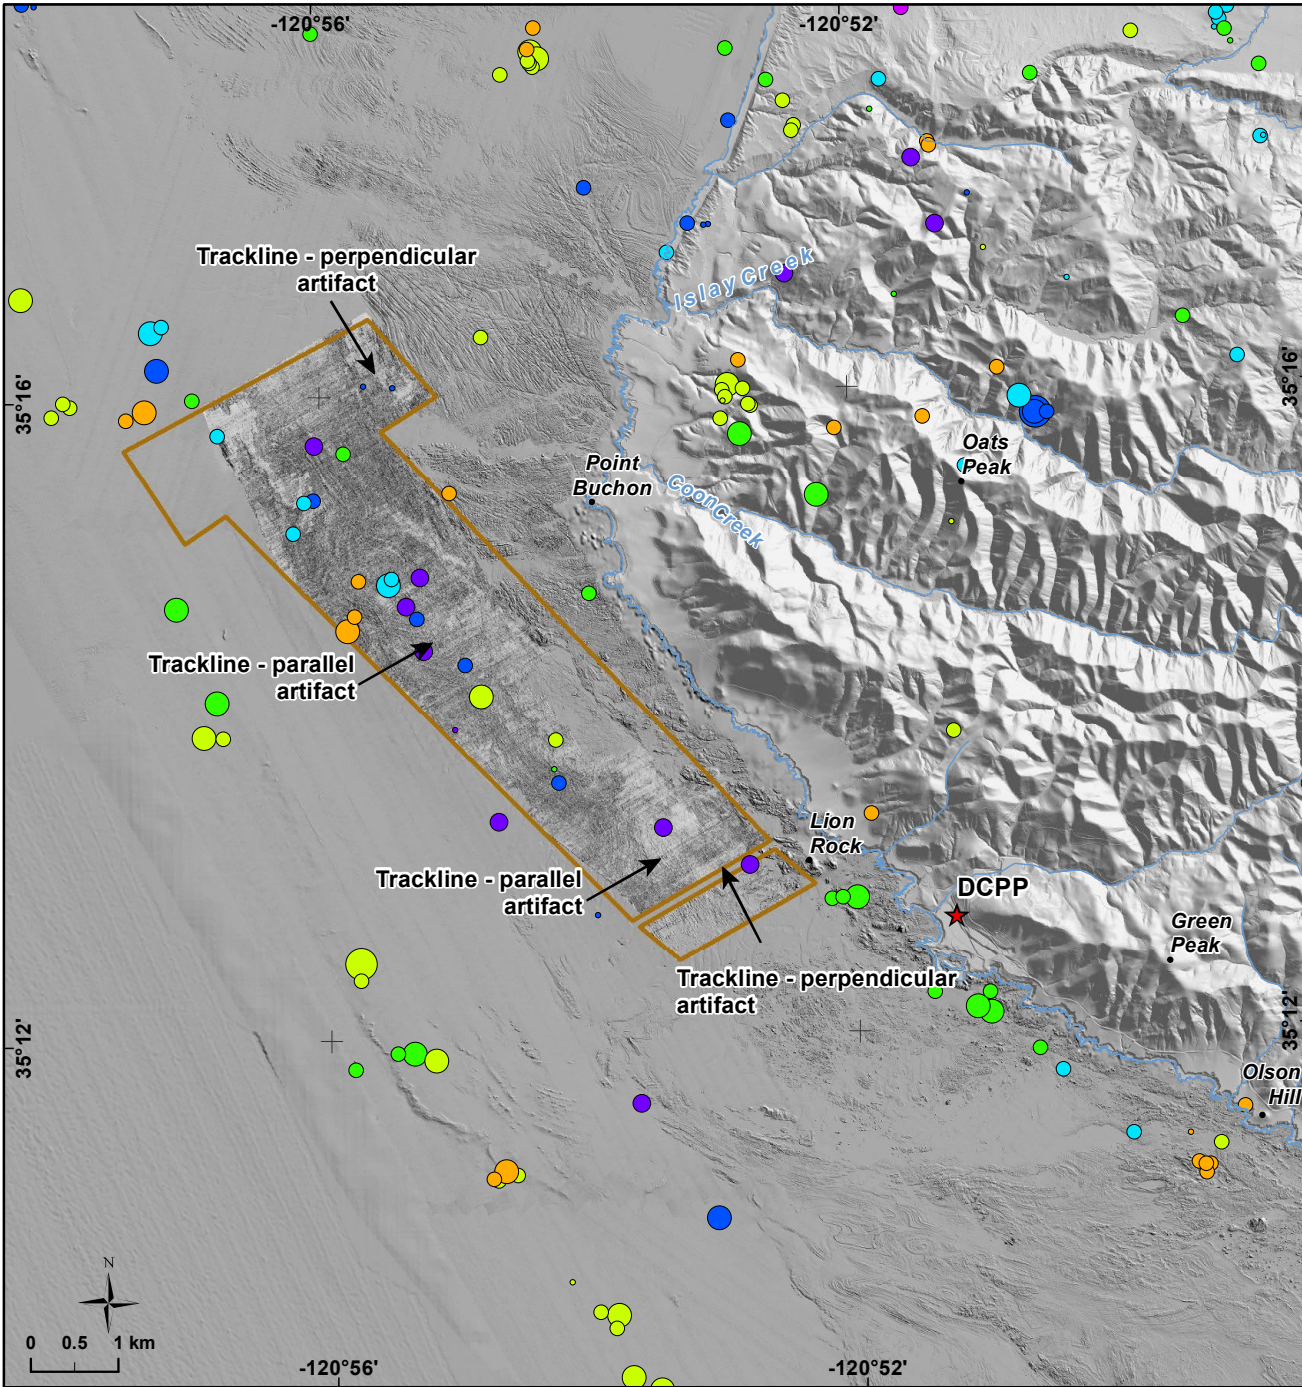 -120°56'
-120°52'
Trackline - perpendicular
artifact
Islay Creek
35°16'
35°16'
Oats
Peak
Point
Buchon
Coon Creek
Trackline - parallel
artifact
Lion
Rock
Trackline - parallel
artifact
DCPP
Green
Peak
Trackline - perpendicular
artifact
35°12'
35°12'
Olson
Hill
N
0 0.5 1 km
-120°56'
-120°52'